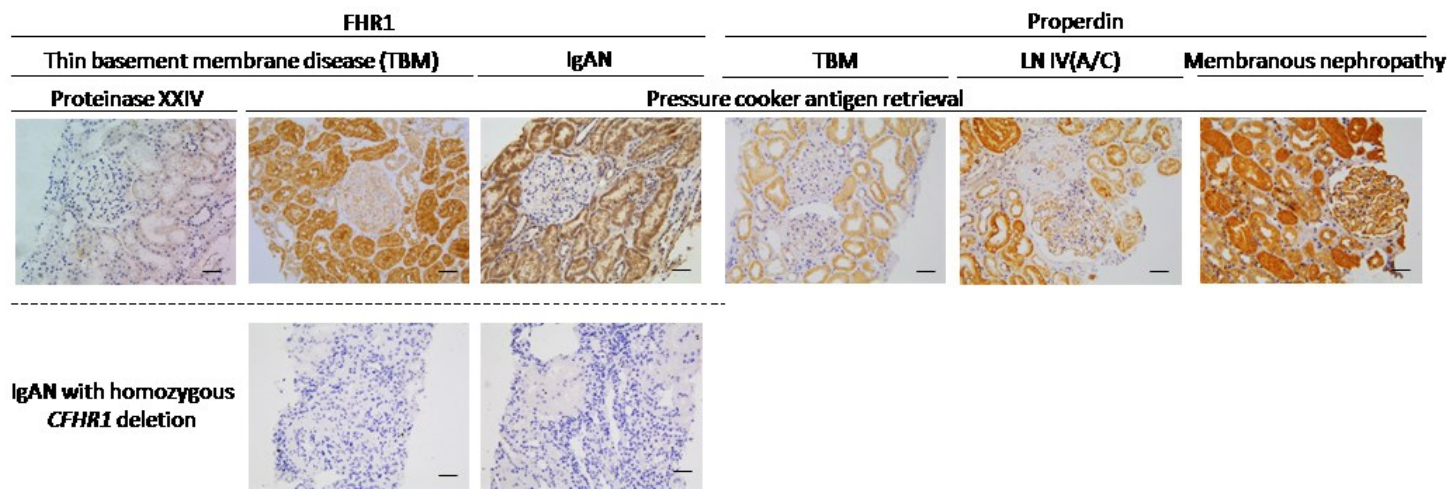 FHR1 Properdin
Thin basement membrane disease (TBM) IgAN TBM LN IV(A/C) Membranous nephropathy
Proteinase XXIV Pressure cooker antigen retrieval
IgAN with homozygous
CFHR1 deletion